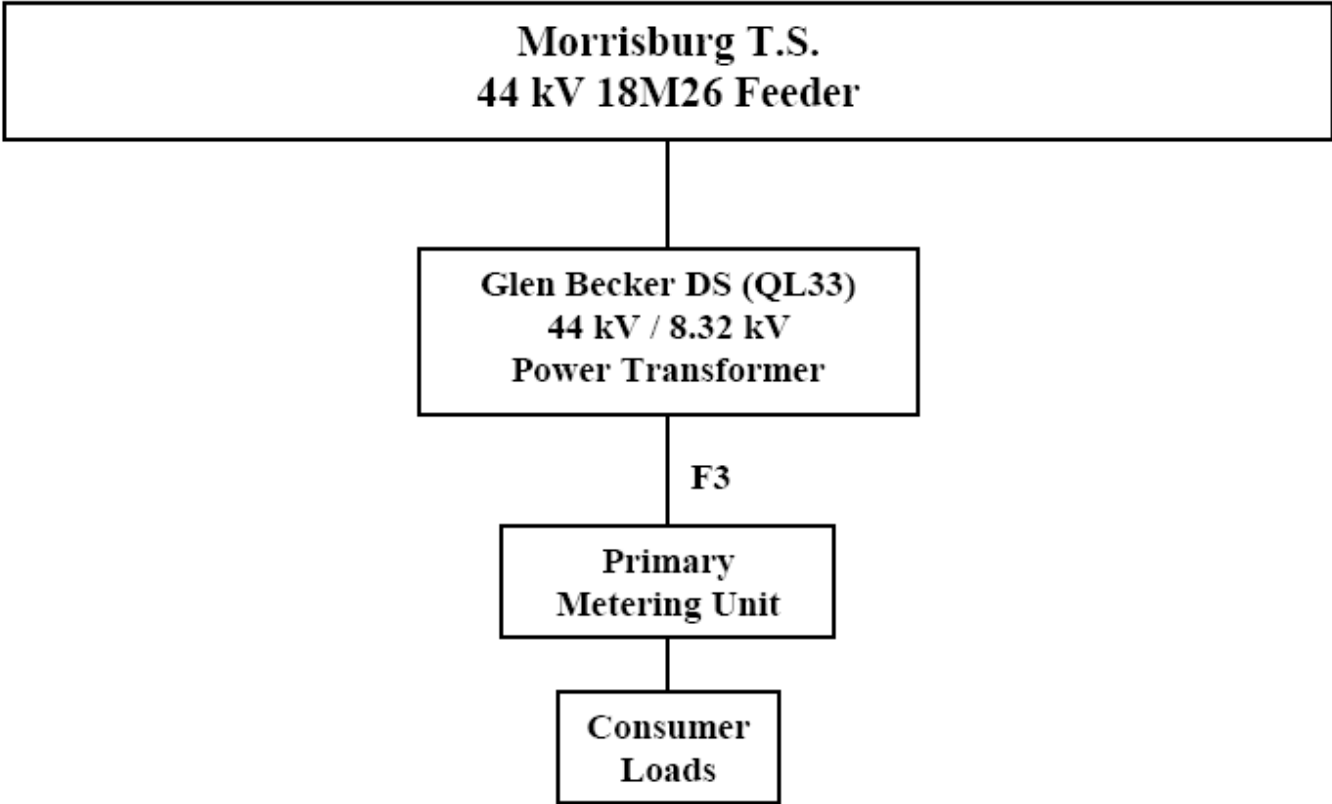 Morrisburg T.S.
44 kV 18M26 Feeder
Glen Becker DS (QL33)
44 kV / 8.32 kV
Power Transformer
F3
Primary
Metering Unit
Consumer
Loads